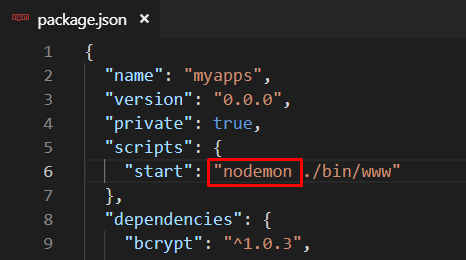 package.json ×
1 {
2 "name": "myapps",
3 "version": "0.0.0",
4 "private": true,
5 "scripts": {
6 "start": "nodemon ./bin/www"
7 },
8 "dependencies": {
9 "bcrypt": "^1.0.3",